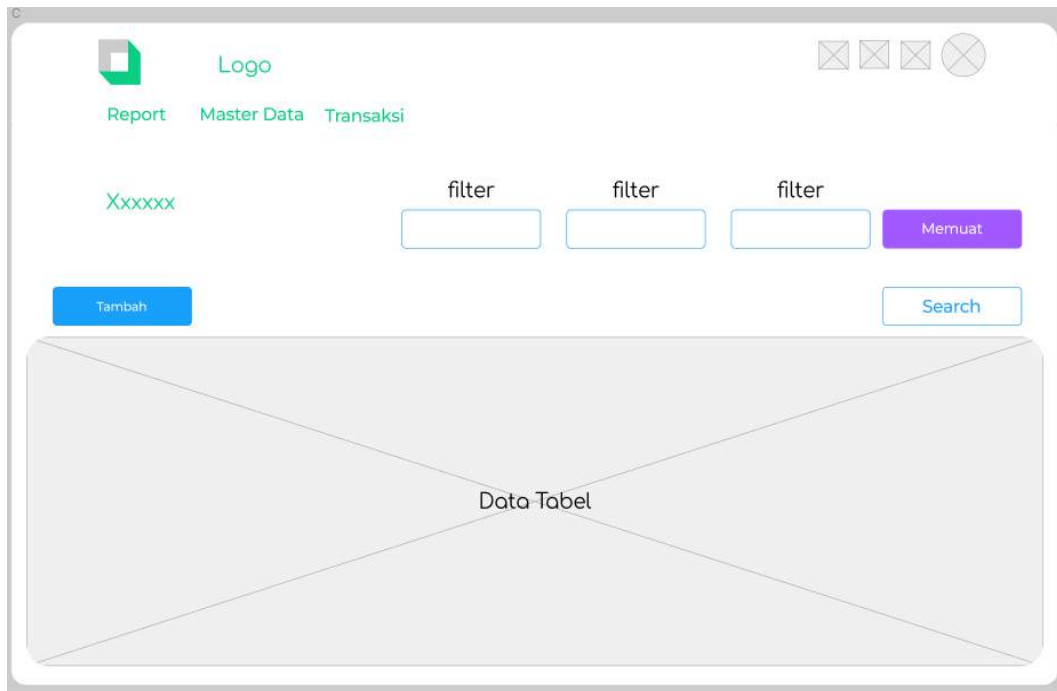 C
Logo
Report Master Data Transaksi
Xxxxxx
filter filter filter
Memuat
Tambah
Search
Data Tabel